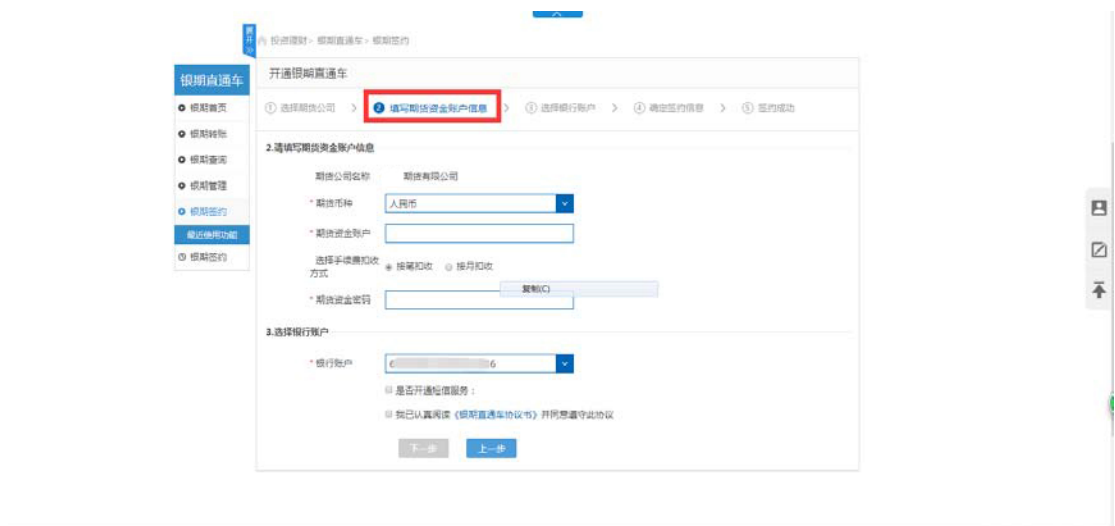 展开
投资理财> 银期直通车> 银期签约
银期直通车
银期首页
银期转账
银期查询
银期管理
银期签约
最近使用功能
银期签约
开通银期直通车
① 选择期货公司 > ② 填写期货资金账户信息 > ③ 选择银行账户 > ④ 确定签约信息 > ⑤ 签约成功
2.请填写期货资金账户信息
期货公司名称 期货有限公司
* 期货币种 人民币
* 期货资金账户
选择手续费扣收方式 按笔扣收 按月扣收
复制(C)
* 期货资金密码
3.选择银行账户
* 银行账户 6 6
是否开通短信服务：
我已认真阅读《银期直通车协议书》并同意遵守此协议
下一步 上一步